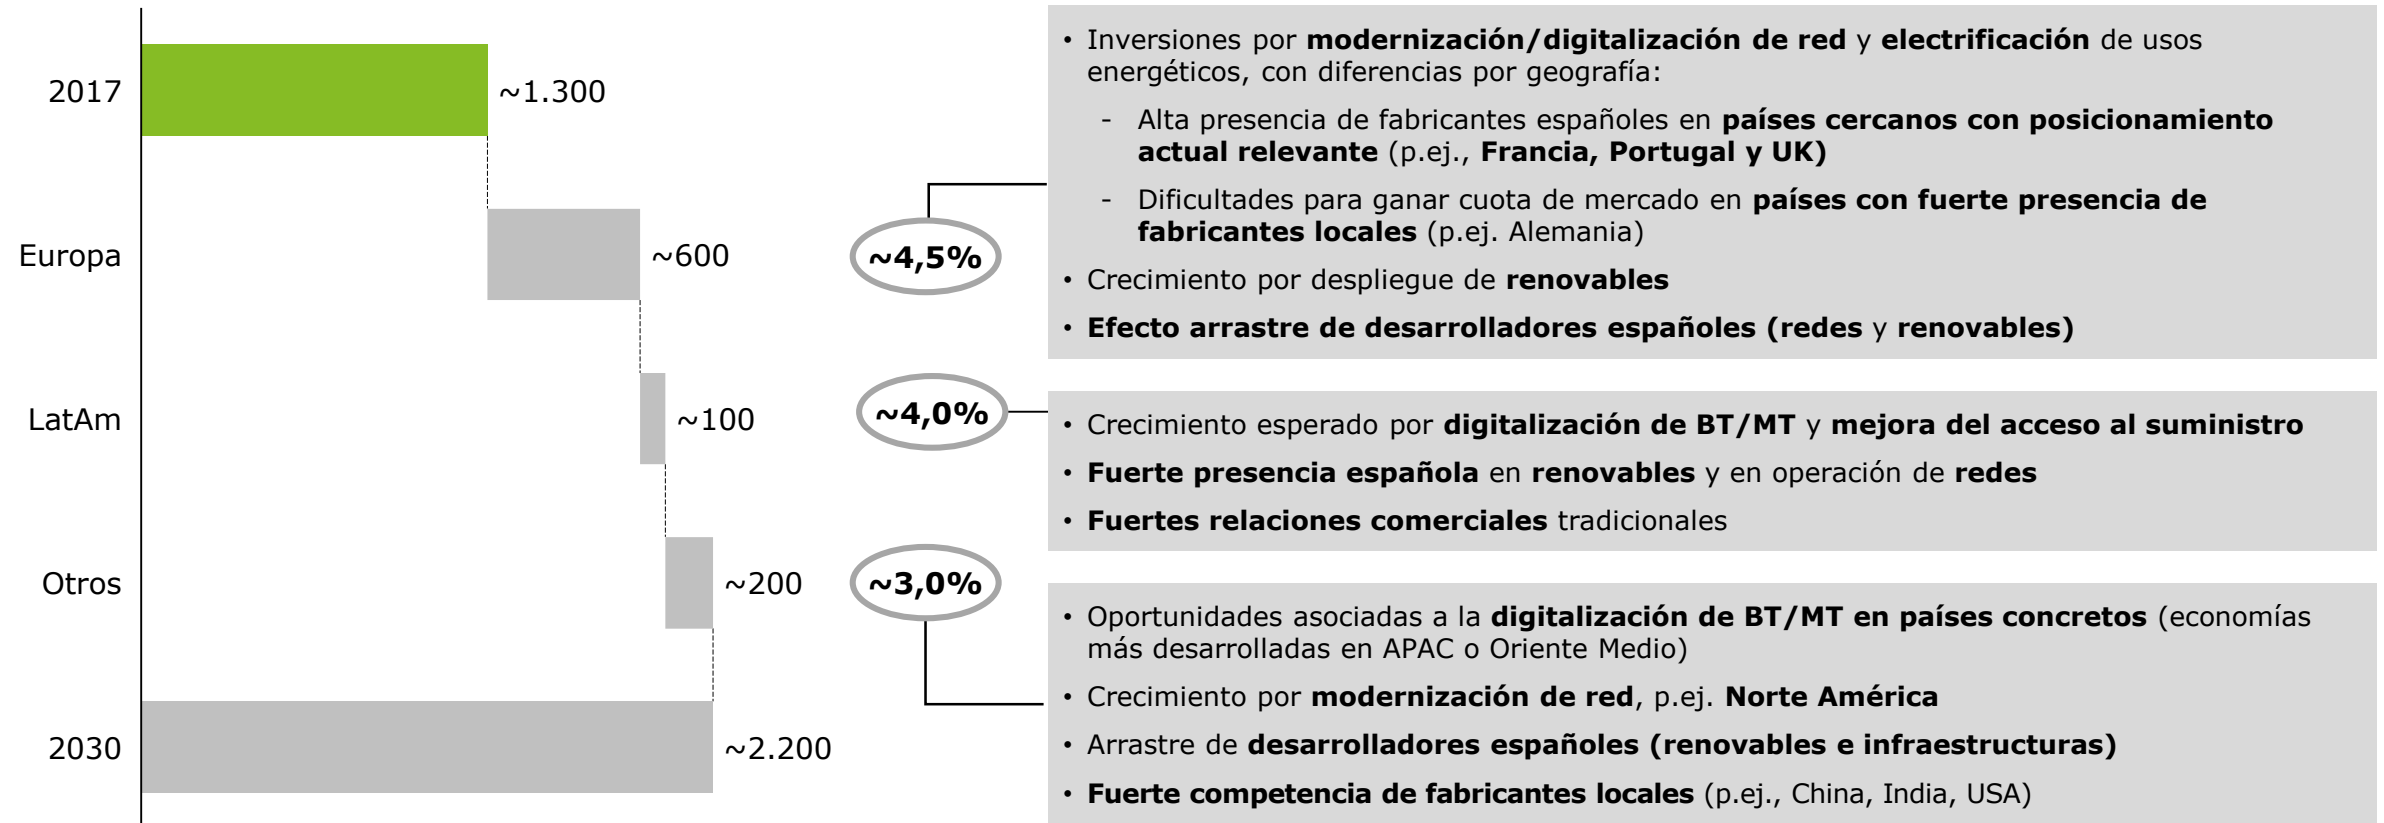 2017
~1.300
Europa
~600
~4,5%
LatAm
~100
~4,0%
Otros
~200
~3,0%
2030
~2.200
• Inversiones por modernización/digitalización de red y electrificación de usos
energéticos, con diferencias por geografía:
- Alta presencia de fabricantes españoles en países cercanos con posicionamiento
actual relevante (p.ej., Francia, Portugal y UK)
- Dificultades para ganar cuota de mercado en países con fuerte presencia de
fabricantes locales (p.ej. Alemania)
• Crecimiento por despliegue de renovables
• Efecto arrastre de desarrolladores españoles (redes y renovables)
• Crecimiento esperado por digitalización de BT/MT y mejora del acceso al suministro
• Fuerte presencia española en renovables y en operación de redes
• Fuertes relaciones comerciales tradicionales
• Oportunidades asociadas a la digitalización de BT/MT en países concretos (economías
más desarrolladas en APAC o Oriente Medio)
• Crecimiento por modernización de red, p.ej. Norte América
• Arrastre de desarrolladores españoles (renovables e infraestructuras)
• Fuerte competencia de fabricantes locales (p.ej., China, India, USA)